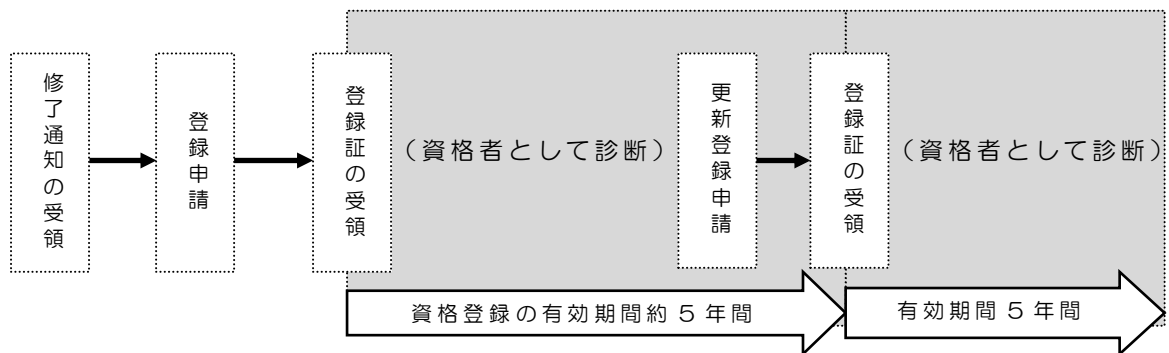 修了通知の受領
登録申請
登録証の受領
（資格者として診断）
更新登録申請
登録証の受領
（資格者として診断）
資格登録の有効期間約５年間
有効期間５年間